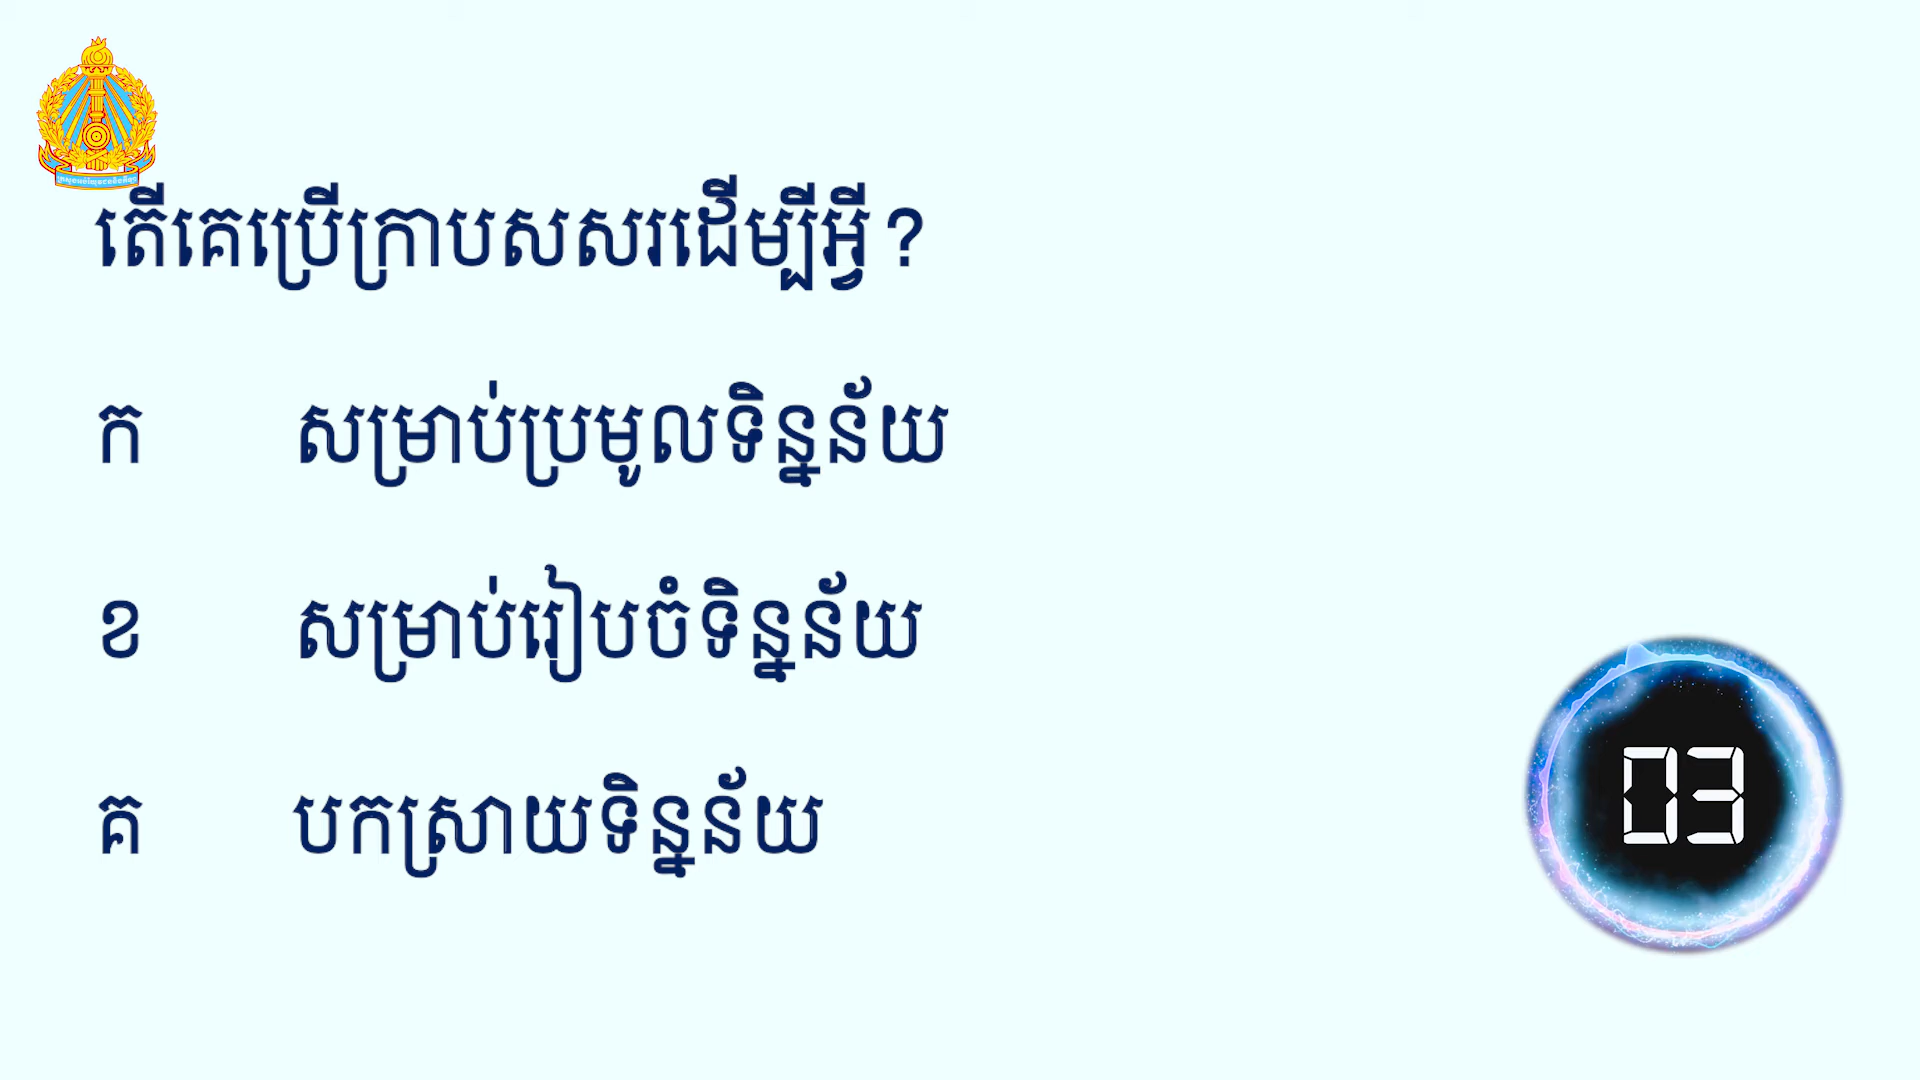 តើគេប្រើក្រាបសសរដើម្បីអ្វី?
ក សម្រាប់ប្រមូលទិន្នន័យ
ខ សម្រាប់រៀបចំទិន្នន័យ
គ បកស្រាយទិន្នន័យ
03